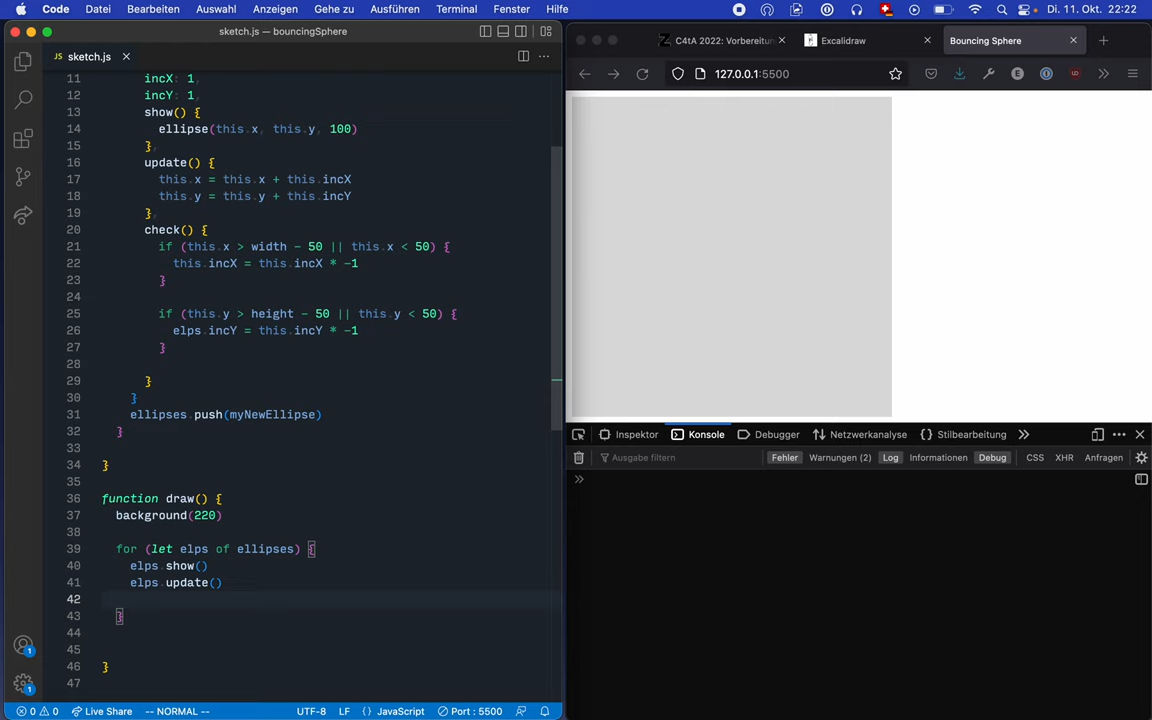 Code Datei Bearbeiten Auswahl Anzeigen Gehe zu Ausführen Terminal Fenster Hilfe Di. 11. Okt. 22:22
sketch.js — bouncingSphere
JS sketch.js
11 incX: 1,
12 incY: 1,
13 show() {
14 ellipse(this.x, this.y, 100)
15 },
16 update() {
17 this.x = this.x + this.incX
18 this.y = this.y + this.incY
19 },
20 check() {
21 if (this.x > width - 50 || this.x < 50) {
22 this.incX = this.incX * -1
23 }
24
25 if (this.y > height - 50 || this.y < 50) {
26 elps.incY = this.incY * -1
27 }
28
29 }
30 }
31 ellipses.push(myNewEllipse)
32 }
33
34 }
35
36 function draw() {
37 background(220)
38
39 for (let elps of ellipses) {
40 elps.show()
41 elps.update()
42
43 }
44
45
46 }
47
1
1
0 0 Live Share -- NORMAL -- UTF-8 LF {} JavaScript Port : 5500
C4tA 2022: Vorbereitun Excalidraw Bouncing Sphere
127.0.0.1:5500
E
Inspektor Konsole Debugger Netzwerkanalyse {} Stilbearbeitung
Ausgabe filtern Fehler Warnungen (2) Log Informationen Debug CSS XHR Anfragen